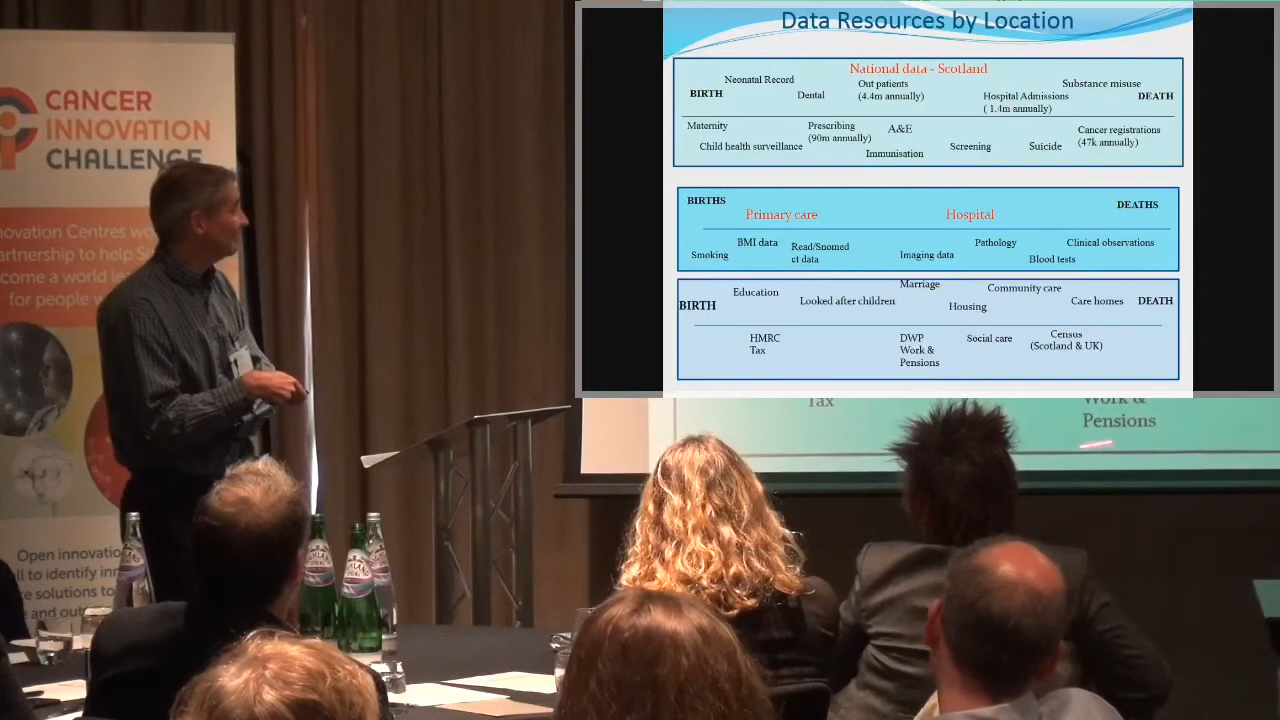 CANCER
INNOVATION
CHALLENGE
novation Centres wo
artnership to help S
come a world le
for people w
Open innovatio
ll to identify inn
e solutions to
e and out
Data Resources by Location
National data - Scotland
Neonatal Record
BIRTH
Dental
Out patients
(4.4m annually)
Hospital Admissions
( 1.4m annually)
Substance misuse
DEATH
Maternity
Child health surveillance
Prescribing
(90m annually)
A&E
Immunisation
Screening
Suicide
Cancer registrations
(47k annually)
BIRTHS
Primary care
Hospital
DEATHS
Smoking
BMI data
Read/Snomed
ct data
Imaging data
Pathology
Blood tests
Clinical observations
BIRTH
Education
Looked after children
Marriage
Housing
Community care
Care homes
DEATH
HMRC
Tax
DWP
Work &
Pensions
Social care
Census
(Scotland & UK)
Tax
Work &
Pensions